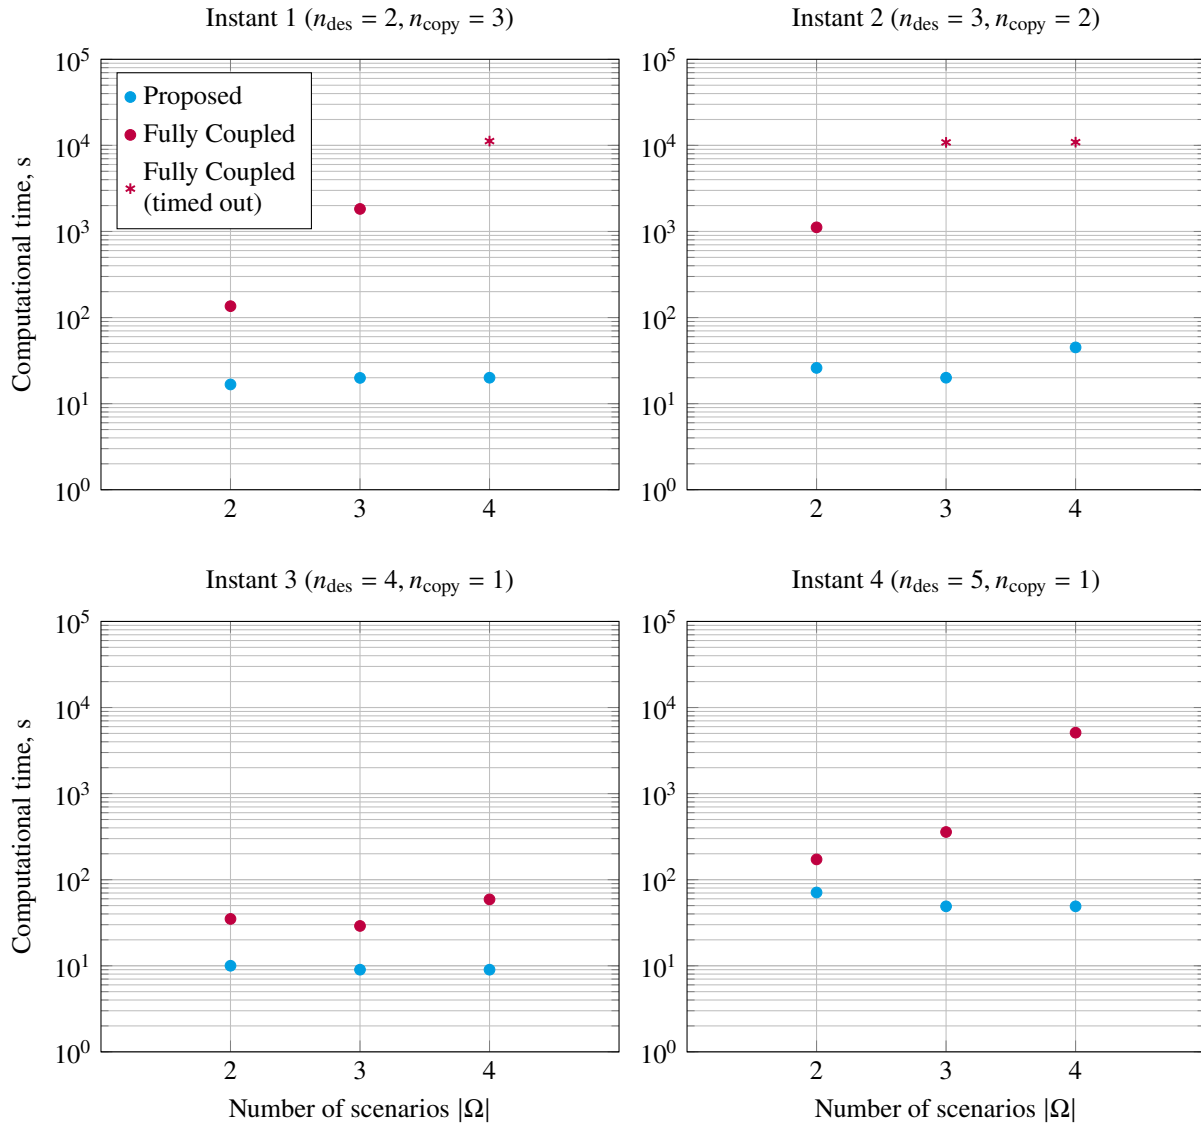 Instant 1 (n_des = 2, n_copy = 3)
10^5
10^4
10^3
10^2
10^1
10^0
Computational time, s
Proposed
Fully Coupled
Fully Coupled
(timed out)
2 3 4
Instant 2 (n_des = 3, n_copy = 2)
10^5
10^4
10^3
10^2
10^1
10^0
2 3 4
Instant 3 (n_des = 4, n_copy = 1)
10^5
10^4
10^3
10^2
10^1
10^0
Computational time, s
2 3 4
Number of scenarios |Ω|
Instant 4 (n_des = 5, n_copy = 1)
10^5
10^4
10^3
10^2
10^1
10^0
2 3 4
Number of scenarios |Ω|